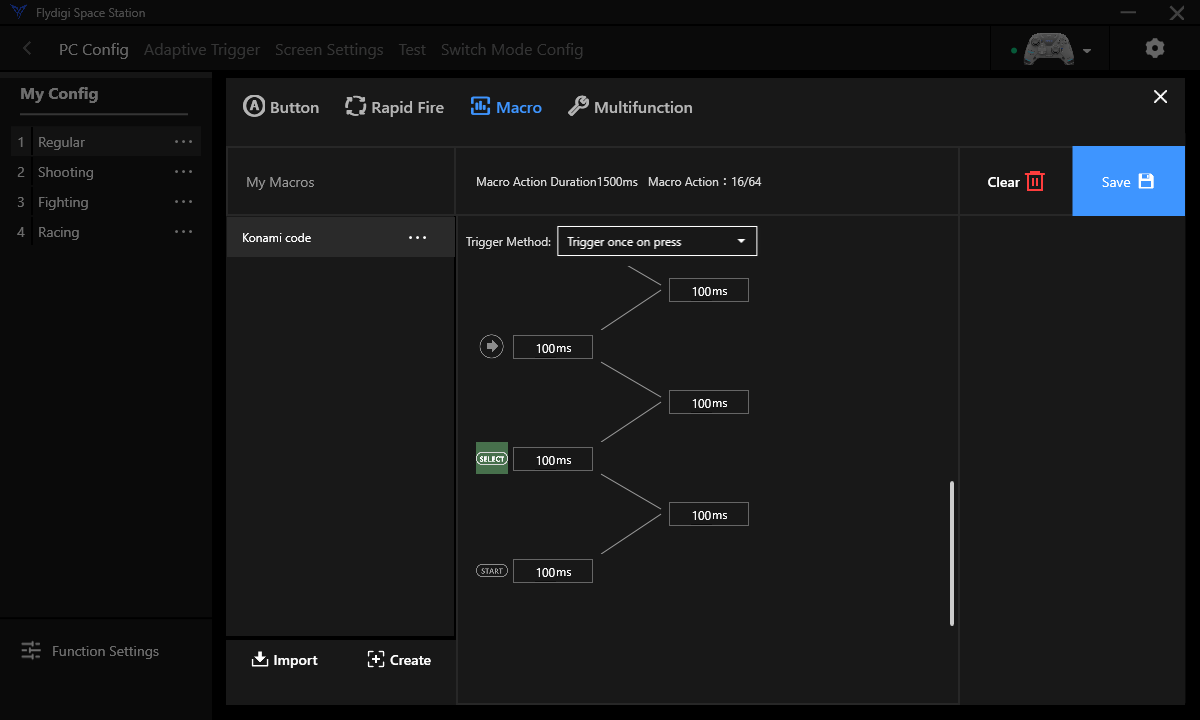 Flydigi Space Station
PC Config Adaptive Trigger Screen Settings Test Switch Mode Config
My Config
1 Regular
2 Shooting
3 Fighting
4 Racing
Function Settings
A Button Rapid Fire Macro Multifunction
My Macros
Macro Action Duration1500ms Macro Action：16/64
Clear
Save
Konami code
Trigger Method: Trigger once on press
100ms
100ms
100ms
SELECT 100ms
100ms
START 100ms
Import Create